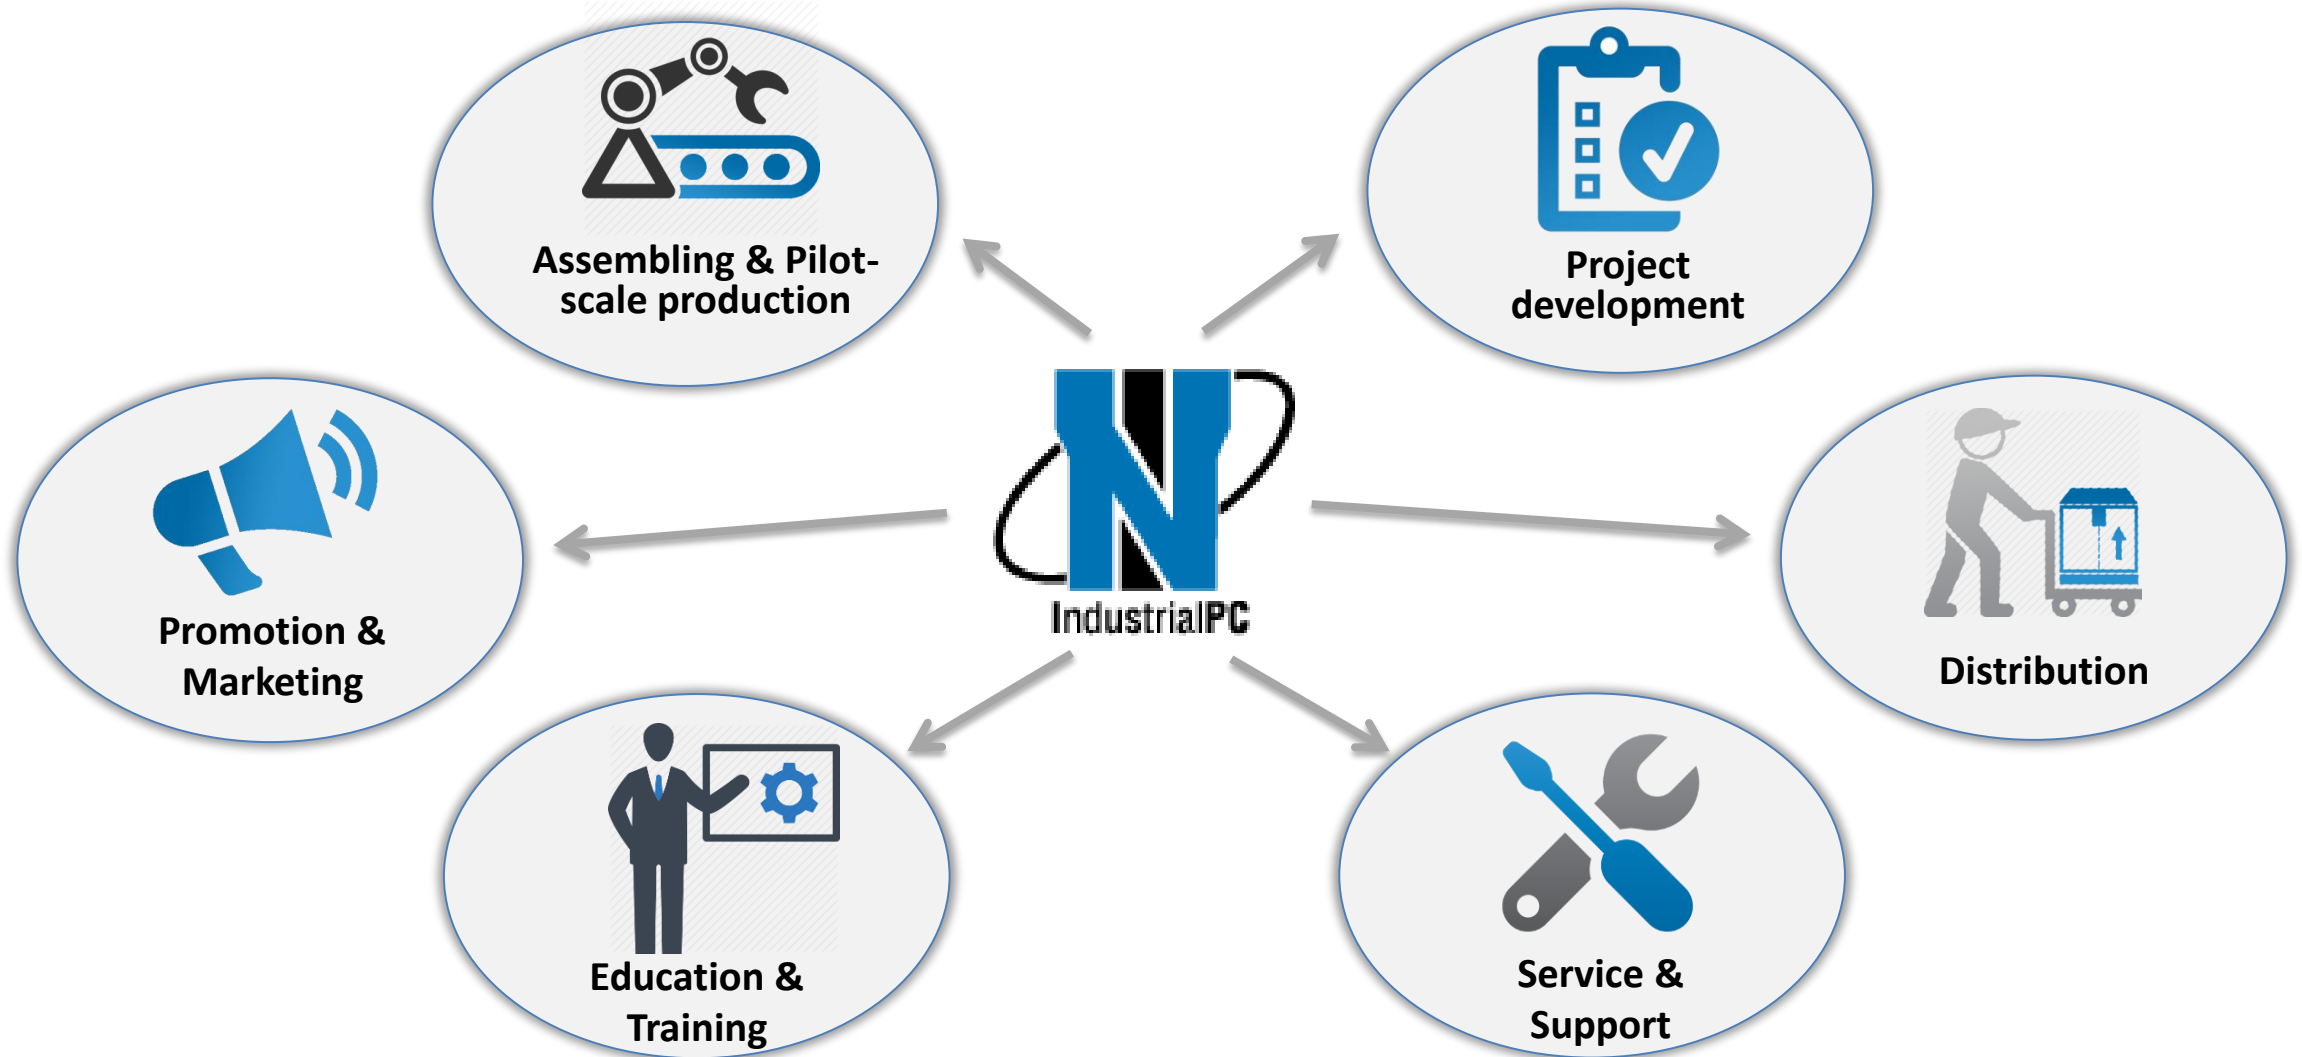 Assembling & Pilot-
scale production
Project
development
Promotion &
Marketing
N
IndustrialPC
Distribution
Education &
Training
Service &
Support